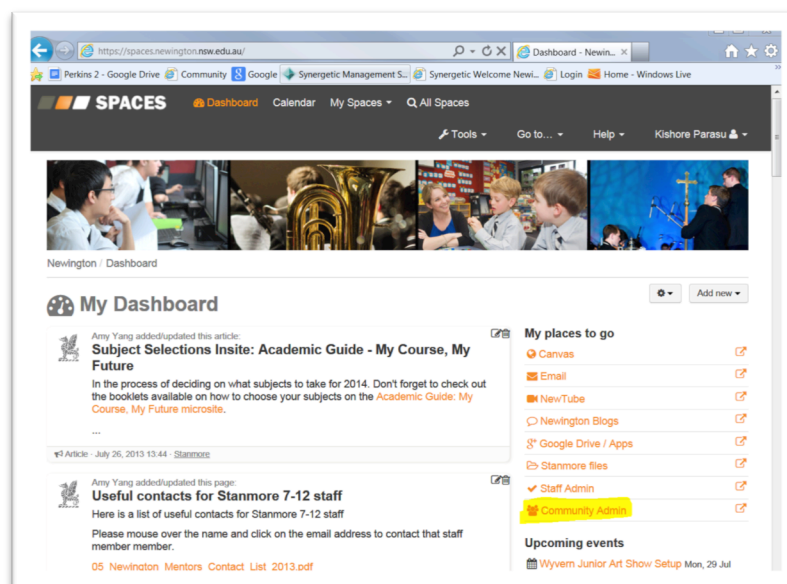 https://spaces.newington.nsw.edu.au/
Dashboard - Newin...
Perkins 2 - Google Drive
Community
Google
Synergetic Management S...
Synergetic Welcome Newi...
Login
Home - Windows Live
SPACES
Dashboard
Calendar
My Spaces
All Spaces
Tools
Go to...
Help
Kishore Parasu
Newington / Dashboard
My Dashboard
Add new
Amy Yang added/updated this article:
Subject Selections Insite: Academic Guide - My Course, My
Future
In the process of deciding on what subjects to take for 2014. Don't forget to check out
the booklets available on how to choose your subjects on the Academic Guide: My
Course, My Future microsite.
...
Article - July 26, 2013 13:44 - Stanmore
Amy Yang added/updated this page:
Useful contacts for Stanmore 7-12 staff
Here is a list of useful contacts for Stanmore 7-12 staff
Please mouse over the name and click on the email address to contact that staff
member member.
05_Newington_Mentors_Contact_List_2013.pdf
My places to go
Canvas
Email
NewTube
Newington Blogs
Google Drive / Apps
Stanmore files
Staff Admin
Community Admin
Upcoming events
Wyvern Junior Art Show Setup Mon, 29 Jul